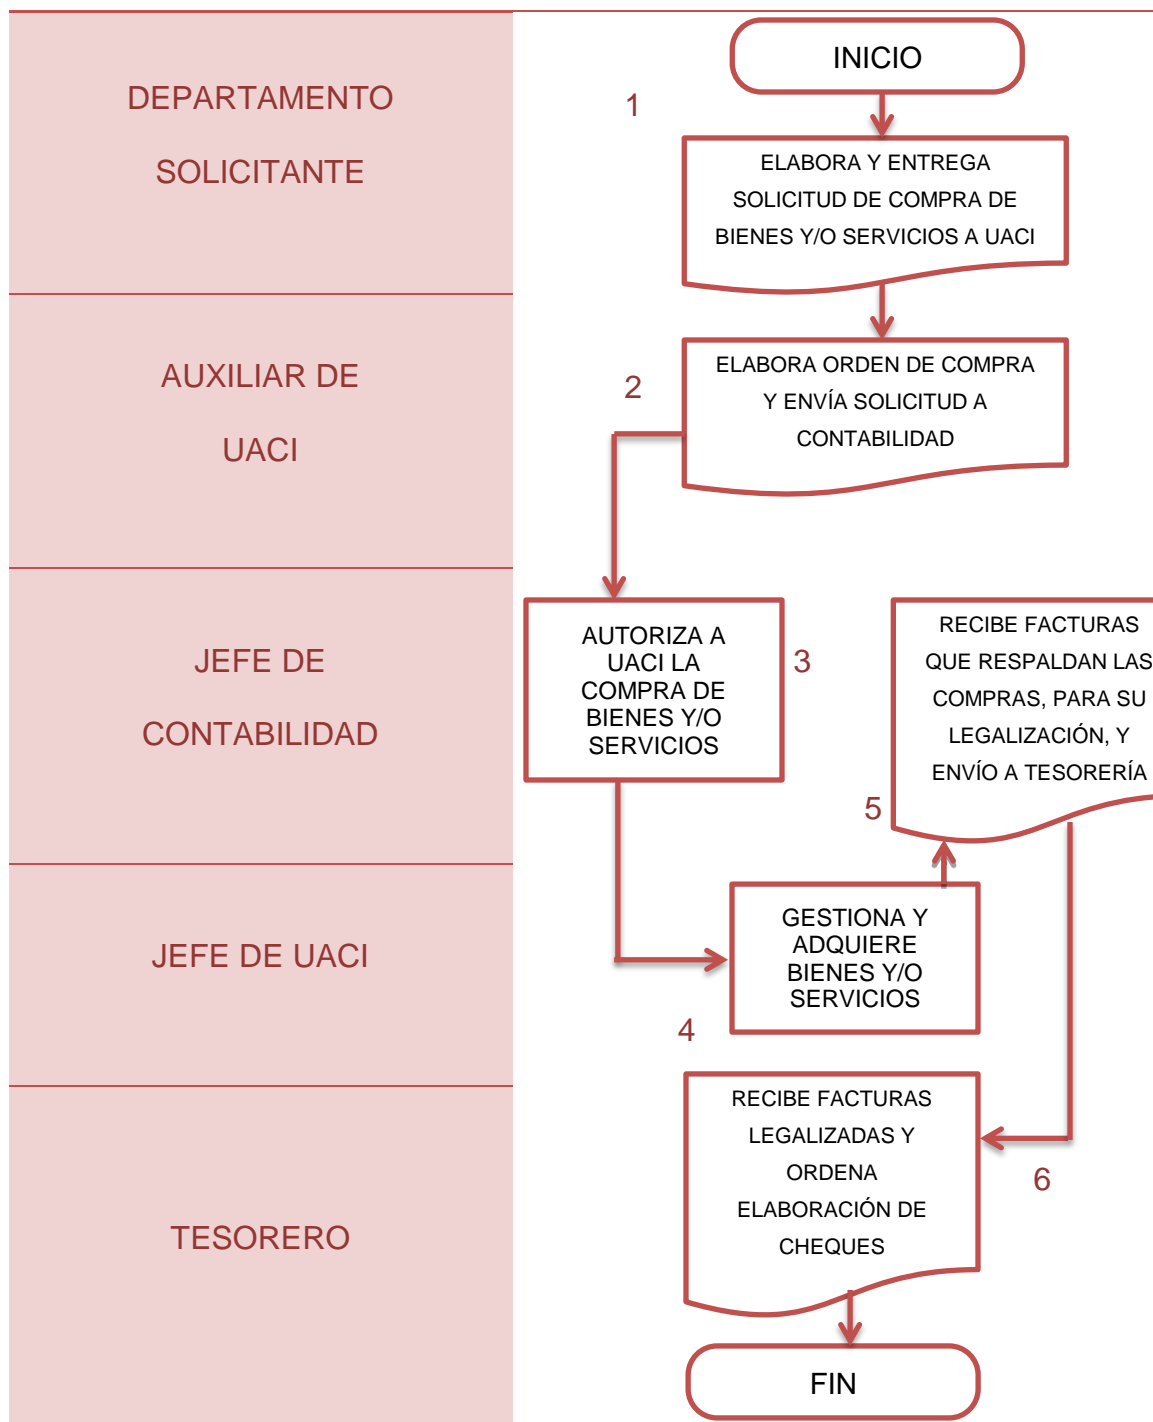 INICIO
DEPARTAMENTO
SOLICITANTE
1
ELABORA Y ENTREGA
SOLICITUD DE COMPRA DE
BIENES Y/O SERVICIOS A UACI
AUXILIAR DE
UACI
2
ELABORA ORDEN DE COMPRA
Y ENVÍA SOLICITUD A
CONTABILIDAD
JEFE DE
CONTABILIDAD
AUTORIZA A
UACI LA
COMPRA DE
BIENES Y/O
SERVICIOS
3
RECIBE FACTURAS
QUE RESPALDAN LAS
COMPRAS, PARA SU
LEGALIZACIÓN, Y
ENVÍO A TESORERÍA
5
JEFE DE UACI
GESTIONA Y
ADQUIERE
BIENES Y/O
SERVICIOS
4
TESORERO
RECIBE FACTURAS
LEGALIZADAS Y
ORDENA
ELABORACIÓN DE
CHEQUES
6
FIN